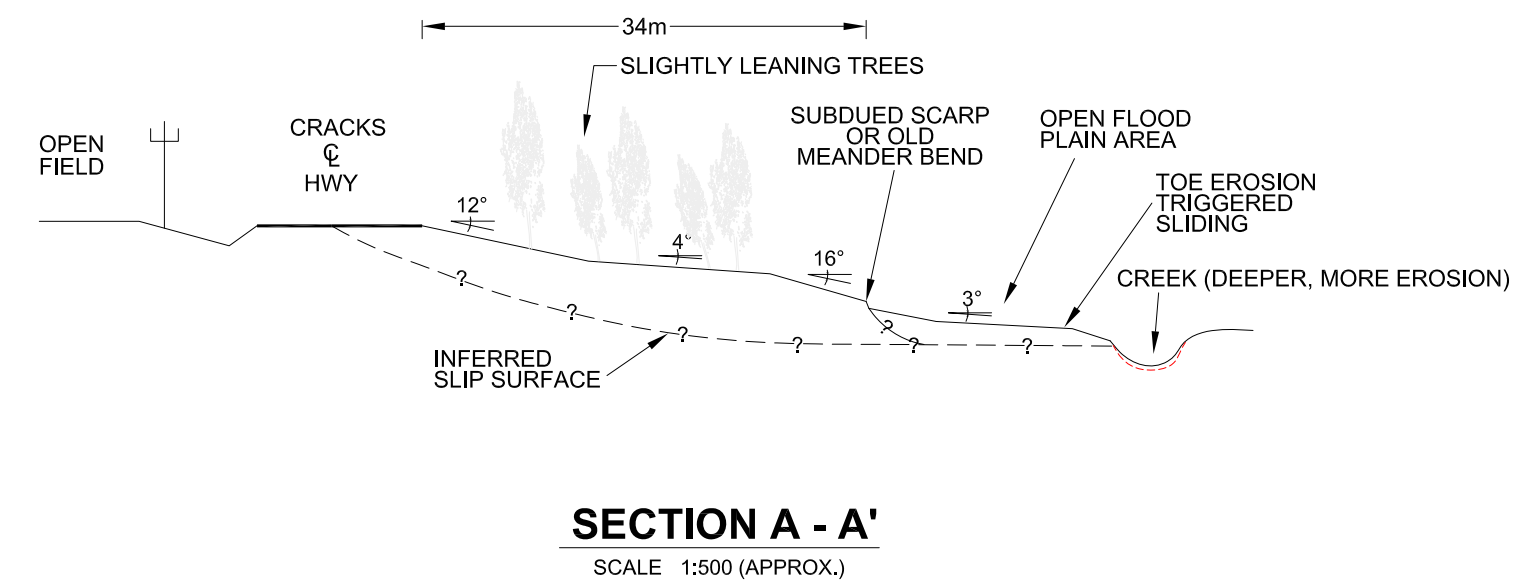 34m
SLIGHTLY LEANING TREES
OPEN
FIELD
CRACKS
℄
HWY
SUBDUED SCARP
OR OLD
MEANDER BEND
OPEN FLOOD
PLAIN AREA
TOE EROSION
TRIGGERED
SLIDING
12°
4°
16°
3°
CREEK (DEEPER, MORE EROSION)
?
?
?
?
?
?
?
INFERRED
SLIP SURFACE
SECTION A - A'
SCALE 1:500 (APPROX.)